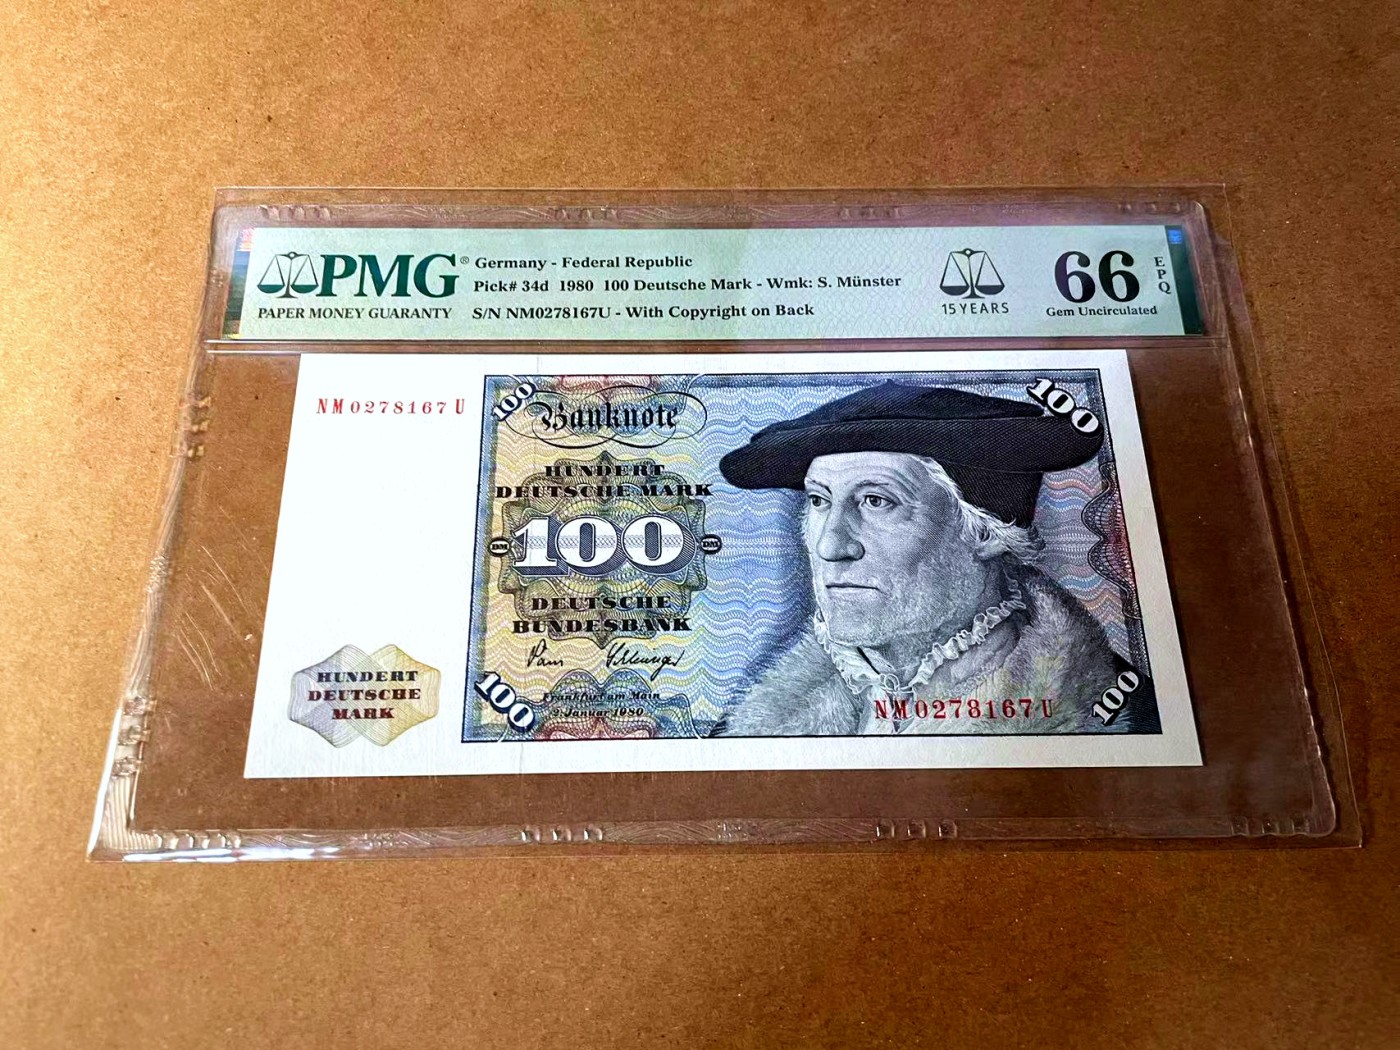 PMG®
PAPER MONEY GUARANTY
Germany - Federal Republic
Pick# 34d 1980 100 Deutsche Mark - Wmk: S. Münster
S/N NM0278167U - With Copyright on Back
15 YEARS
66
EPQ
Gem Uncirculated
NM0278167U
100
Banknote
100
HUNDERT
DEUTSCHE MARK
DM 100 DM
DEUTSCHE
BUNDESBANK
Frankfurt am Main
2. Januar 1980
HUNDERT
DEUTSCHE
MARK
100
NM0278167U
100